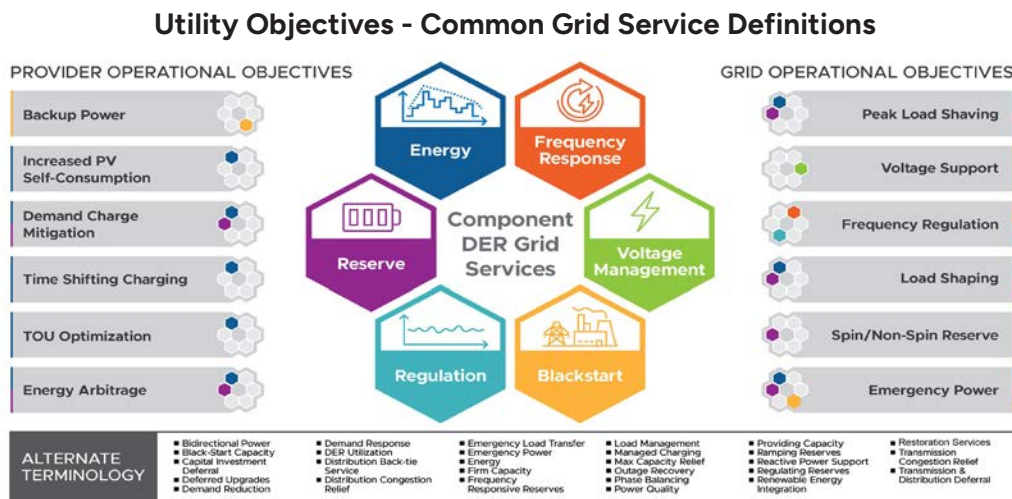 Utility Objectives - Common Grid Service Definitions
PROVIDER OPERATIONAL OBJECTIVES
Backup Power
Increased PV
Self-Consumption
Demand Charge
Mitigation
Time Shifting Charging
TOU Optimization
Energy Arbitrage
Energy
Frequency
Response
Reserve
Component
DER Grid
Services
Voltage
Management
Regulation
Blackstart
GRID OPERATIONAL OBJECTIVES
Peak Load Shaving
Voltage Support
Frequency Regulation
Load Shaping
Spin/Non-Spin Reserve
Emergency Power
ALTERNATE
TERMINOLOGY
■ Bidirectional Power
■ Black-Start Capacity
■ Capital Investment
Deferral
■ Deferred Upgrades
■ Demand Reduction
■ Demand Response
■ DER Utilization
■ Distribution Back-tie
Service
■ Distribution Congestion
Relief
■ Emergency Load Transfer
■ Emergency Power
■ Energy
■ Firm Capacity
■ Frequency
Responsive Reserves
■ Load Management
■ Managed Charging
■ Max Capacity Relief
■ Outage Recovery
■ Phase Balancing
■ Power Quality
■ Providing Capacity
■ Ramping Reserves
■ Reactive Power Support
■ Regulating Reserves
■ Renewable Energy
Integration
■ Restoration Services
■ Transmission
Congestion Relief
■ Transmission &
Distribution Deferral